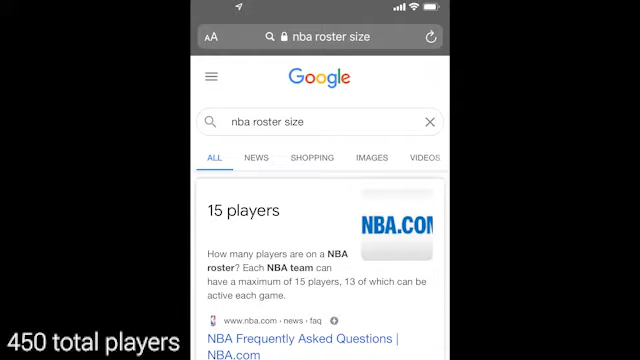 AA nba roster size
Google
nba roster size
ALL NEWS SHOPPING IMAGES VIDEOS
15 players
NBA.COM
How many players are on a NBA
roster? Each NBA team can
have a maximum of 15 players, 13 of which can be
active each game.
www.nba.com › news › faq
NBA Frequently Asked Questions |
NBA.com
450 total players